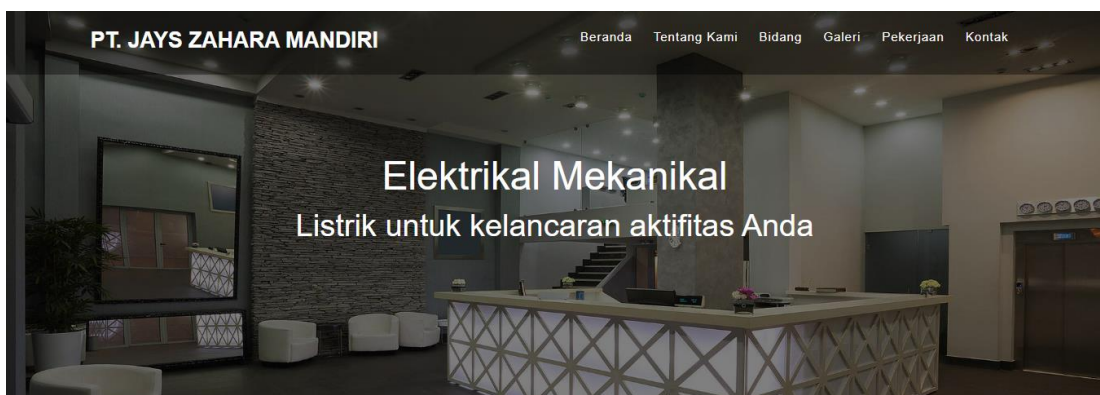 PT. JAYS ZAHARA MANDIRI
Beranda Tentang Kami Bidang Galeri Pekerjaan Kontak
Elektrikal Mekanikal
Listrik untuk kelancaran aktifitas Anda